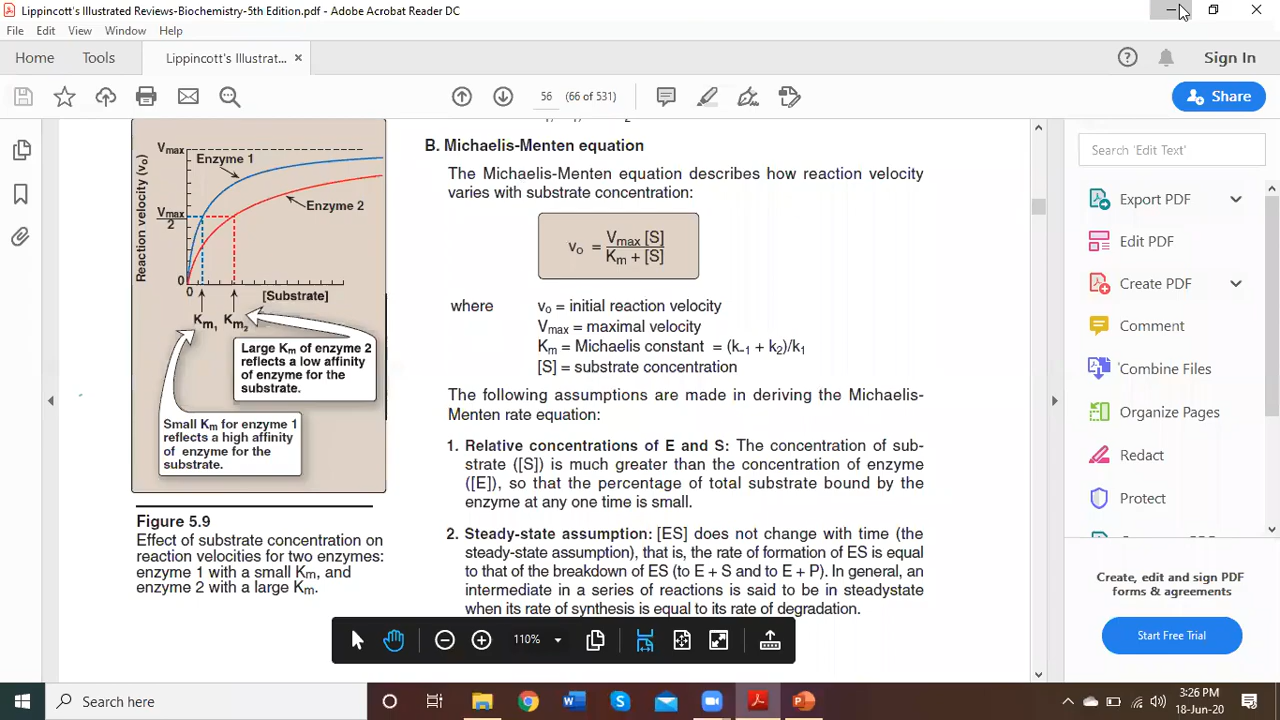 Lippincott's Illustrated Reviews-Biochemistry-5th Edition.pdf - Adobe Acrobat Reader DC
File Edit View Window Help
Home Tools Lippincott's Illustrat... × Sign In
56 (66 of 531) Share
Vmax
Enzyme 1
Enzyme 2
Vmax
2
Reaction velocity (vo)
0
0
[Substrate]
Km1 Km2
Large Km of enzyme 2
reflects a low affinity
of enzyme for the
substrate.
Small Km for enzyme 1
reflects a high affinity
of enzyme for the
substrate.
Figure 5.9
Effect of substrate concentration on
reaction velocities for two enzymes:
enzyme 1 with a small Km, and
enzyme 2 with a large Km.
B. Michaelis-Menten equation
The Michaelis-Menten equation describes how reaction velocity
varies with substrate concentration:
vo = Vmax [S]
Km + [S]
where vo = initial reaction velocity
Vmax = maximal velocity
Km = Michaelis constant = (k–1 + k2)/k1
[S] = substrate concentration
The following assumptions are made in deriving the Michaelis-
Menten rate equation:
1. Relative concentrations of E and S: The concentration of sub-
strate ([S]) is much greater than the concentration of enzyme
([E]), so that the percentage of total substrate bound by the
enzyme at any one time is small.
2. Steady-state assumption: [ES] does not change with time (the
steady-state assumption), that is, the rate of formation of ES is equal
to that of the breakdown of ES (to E + S and to E + P). In general, an
intermediate in a series of reactions is said to be in steadystate
when its rate of synthesis is equal to its rate of degradation.
110%
Search 'Edit Text'
Export PDF
Edit PDF
Create PDF
Comment
Combine Files
Organize Pages
Redact
Protect
Create, edit and sign PDF
forms & agreements
Start Free Trial
Search here
3:26 PM
18-Jun-20